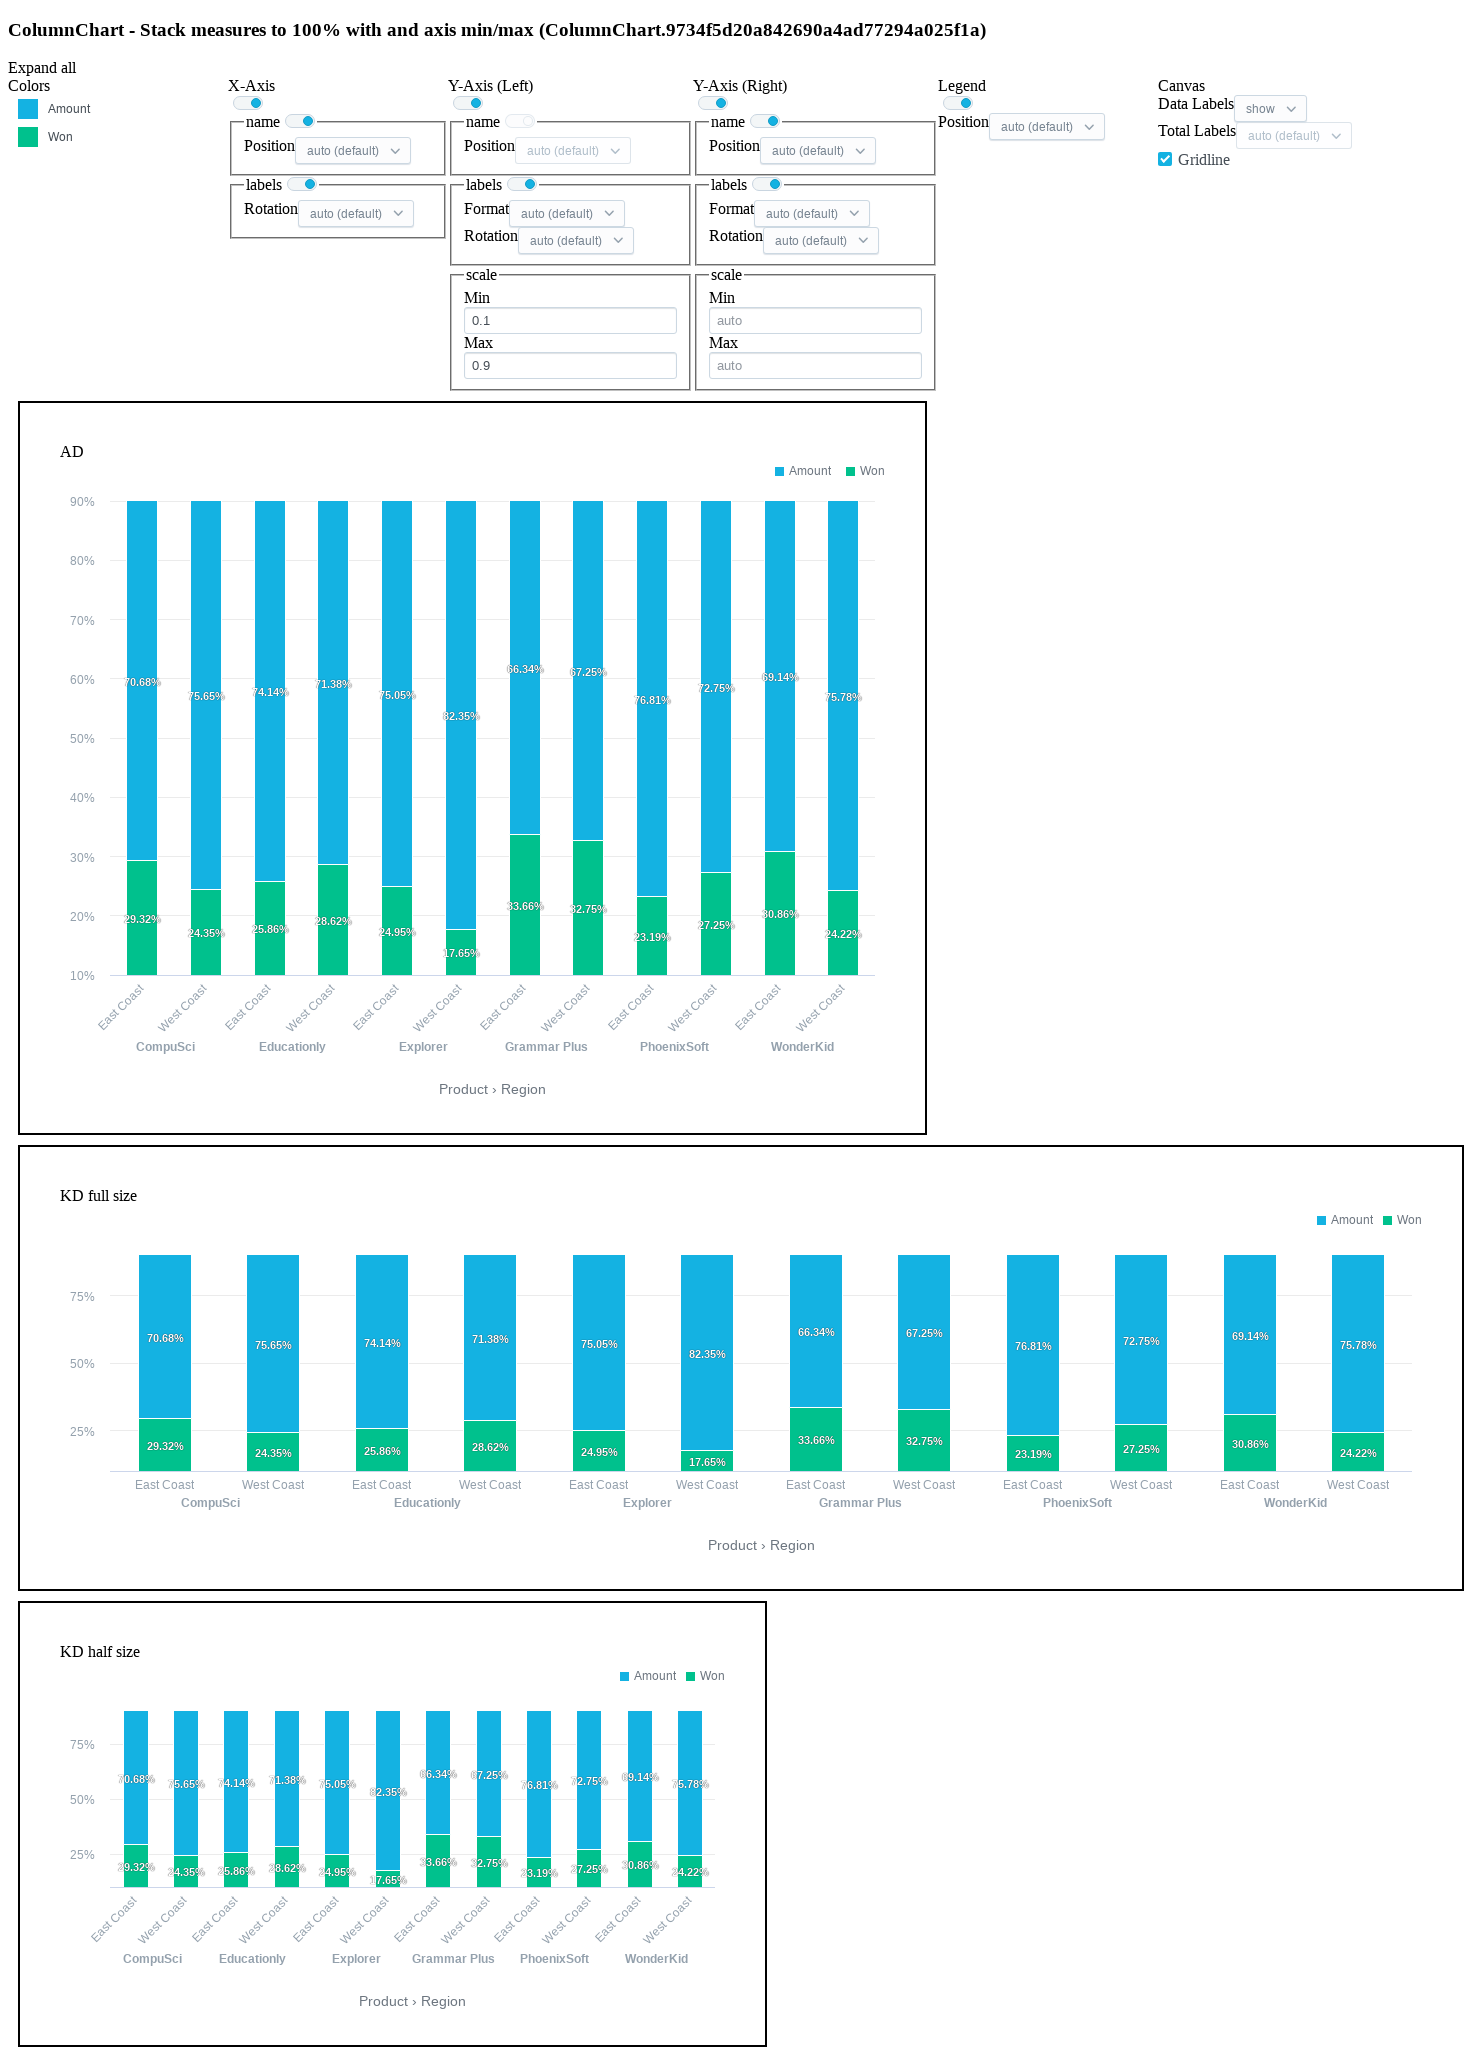 ColumnChart - Stack measures to 100% with and axis min/max (ColumnChart.9734f5d20a842690a4ad77294a025f1a)
Expand all
Colors
Amount
Won
X-Axis
name
Position auto (default)
labels
Rotation auto (default)
Y-Axis (Left)
name
Position auto (default)
labels
Format auto (default)
Rotation auto (default)
scale
Min
0.1
Max
0.9
Y-Axis (Right)
name
Position auto (default)
labels
Format auto (default)
Rotation auto (default)
scale
Min
auto
Max
auto
Legend
Position auto (default)
Canvas
Data Labels show
Total Labels auto (default)
Gridline
AD
Amount Won
90%
80%
70%
60%
50%
40%
30%
20%
10%
70.68% 75.65% 74.14% 71.38% 75.05% 82.35% 66.34% 67.25% 76.81% 72.75% 69.14% 75.78%
29.32% 24.35% 25.86% 28.62% 24.95% 17.65% 33.66% 32.75% 23.19% 27.25% 30.86% 24.22%
East Coast West Coast East Coast West Coast East Coast West Coast East Coast West Coast East Coast West Coast East Coast West Coast
CompuSci Educationly Explorer Grammar Plus PhoenixSoft WonderKid
Product › Region
KD full size
Amount Won
75%
50%
25%
70.68% 75.65% 74.14% 71.38% 75.05% 82.35% 66.34% 67.25% 76.81% 72.75% 69.14% 75.78%
29.32% 24.35% 25.86% 28.62% 24.95% 17.65% 33.66% 32.75% 23.19% 27.25% 30.86% 24.22%
East Coast West Coast East Coast West Coast East Coast West Coast East Coast West Coast East Coast West Coast East Coast West Coast
CompuSci Educationly Explorer Grammar Plus PhoenixSoft WonderKid
Product › Region
KD half size
Amount Won
75%
50%
25%
70.68% 75.65% 74.14% 71.38% 75.05% 82.35% 66.34% 67.25% 76.81% 72.75% 69.14% 75.78%
29.32% 24.35% 25.86% 28.62% 24.95% 17.65% 33.66% 32.75% 23.19% 27.25% 30.86% 24.22%
East Coast West Coast East Coast West Coast East Coast West Coast East Coast West Coast East Coast West Coast East Coast West Coast
CompuSci Educationly Explorer Grammar Plus PhoenixSoft WonderKid
Product › Region